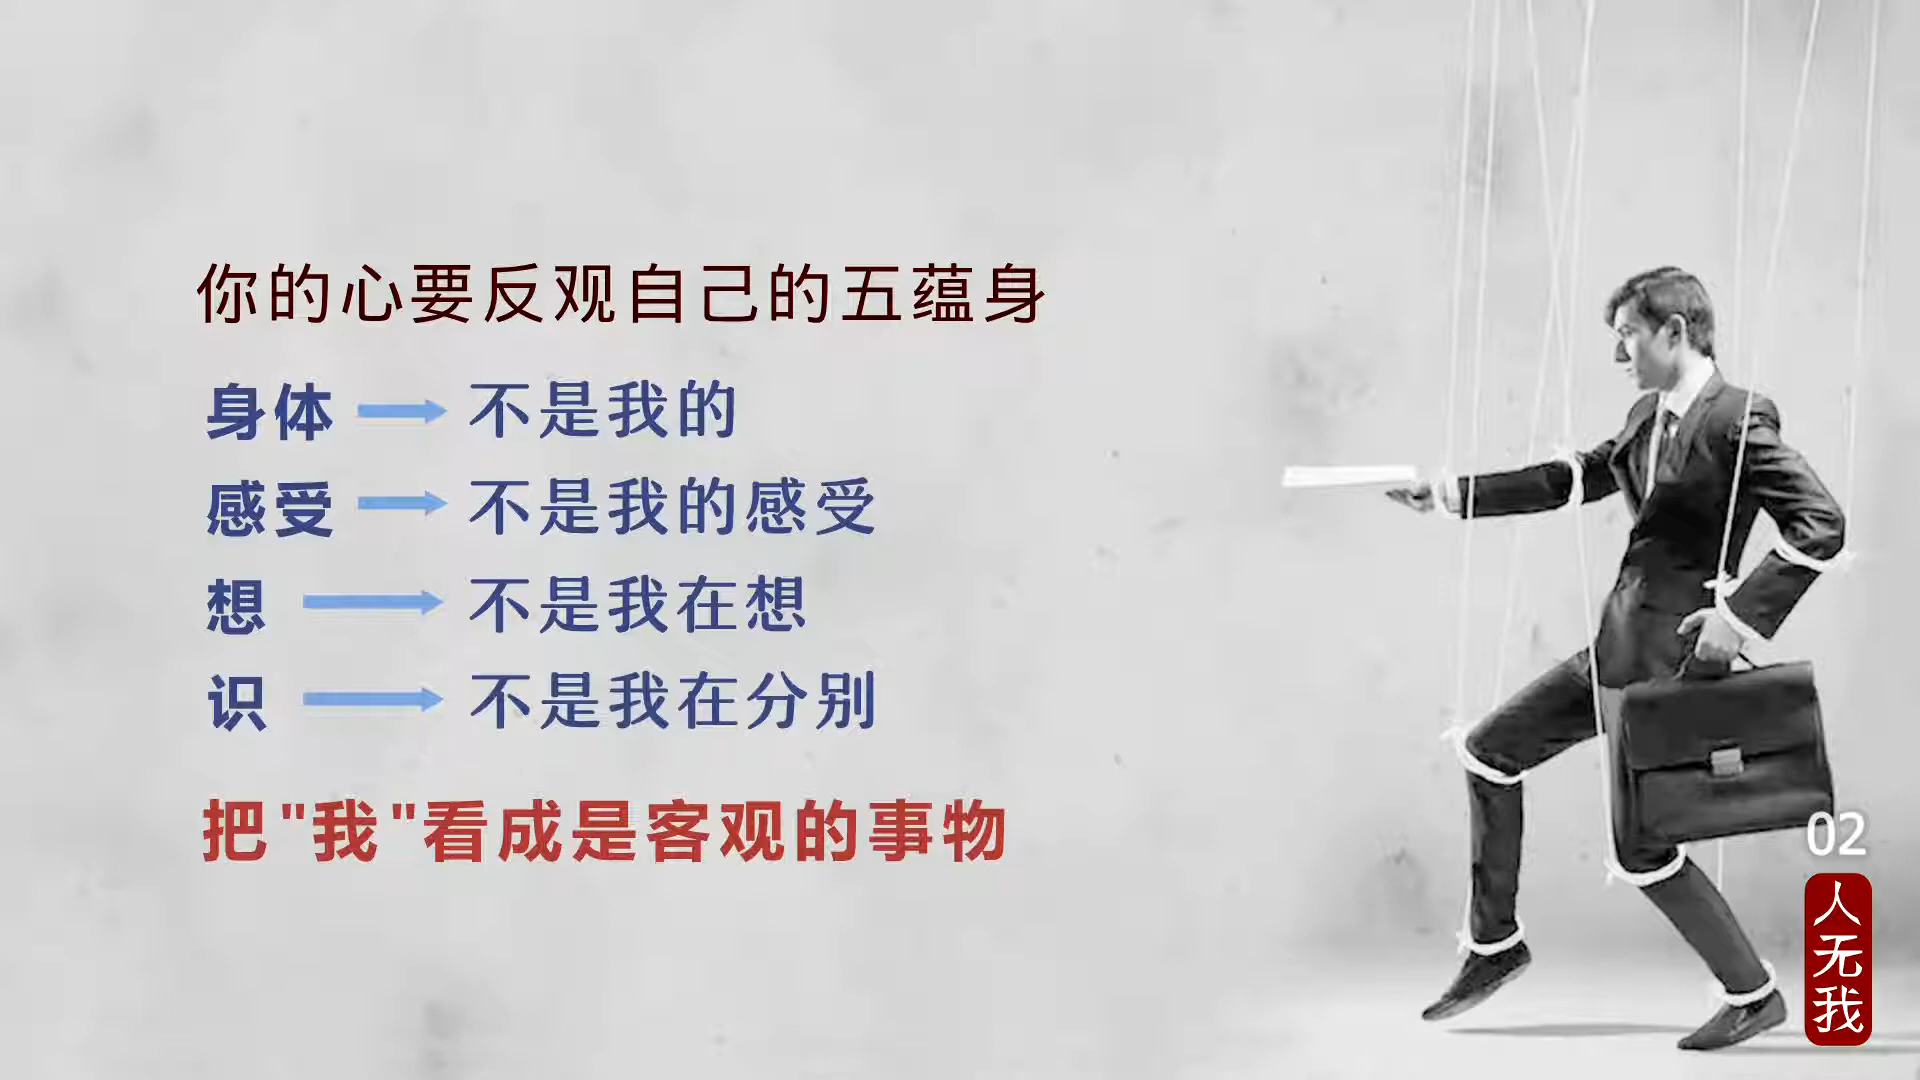 你的心要反观自己的五蕴身
身体 → 不是我的
感受 → 不是我的感受
想 → 不是我在想
识 → 不是我在分别
把"我"看成是客观的事物
02
人无我